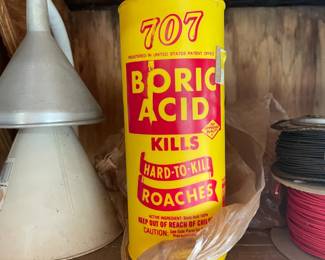 707
REGISTERED IN UNITED STATES PATENT OFFICE
BORIC
ACID
KILLS
HARD-TO-KILL
ROACHES
KEEP OUT OF REACH OF CHILDREN
CAUTION: